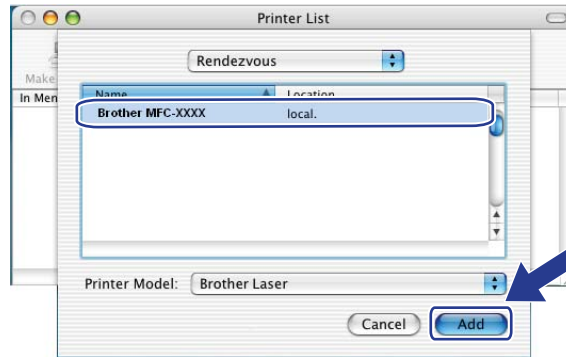 Printer List
Rendezvous
Make
In Men
Name Location
Brother MFC-XXXX local.
Printer Model: Brother Laser
Cancel Add